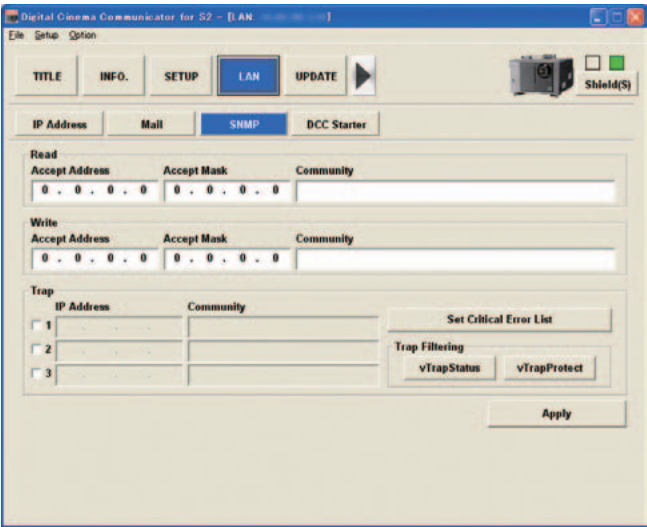 Digital Cinema Communicator for S2 - [LAN: ]
File Setup Option
TITLE INFO. SETUP LAN UPDATE Shield(S)
IP Address Mail SNMP DCC Starter
Read
Accept Address Accept Mask Community
0 . 0 . 0 . 0 0 . 0 . 0 . 0
Write
Accept Address Accept Mask Community
0 . 0 . 0 . 0 0 . 0 . 0 . 0
Trap
IP Address Community
1 . . . Set Critical Error List
2 . . . Trap Filtering
3 . . . vTrapStatus vTrapProtect
Apply